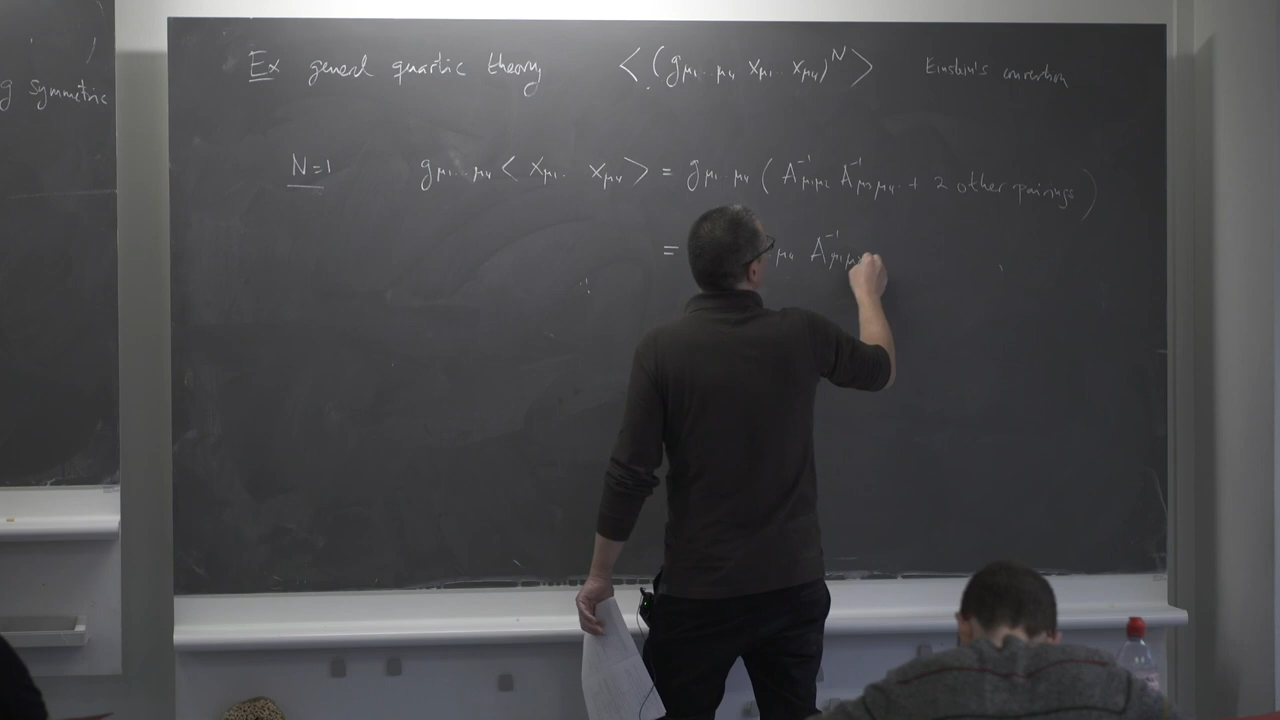 g symmetric
Ex general quartic theory < (g_{μ1...μ4} x_{μ1}... x_{μ4})^N > Einstein's convention
N=1 g_{μ1...μ4} < x_{μ1}. x_{μ4} > = g_{μ1..μ4} ( A^{-1}_{μ1μ2} A^{-1}_{μ3μ4} + 2 other pairings )
= .μ4 A^{-1}_{μ1μ